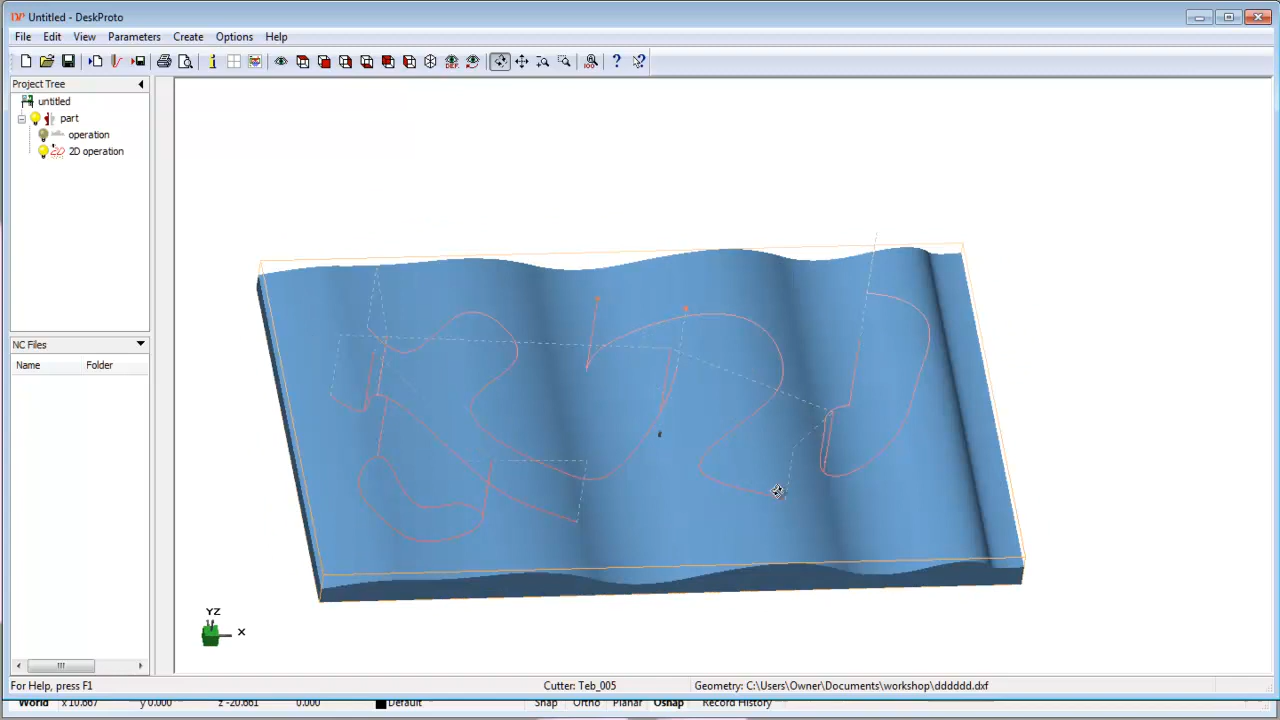 Untitled - DeskProto
File Edit View Parameters Create Options Help
Project Tree
untitled
part
operation
2D operation
NC Files
Name Folder
YZ
X
For Help, press F1 Cutter: Teb_005 Geometry: C:\Users\Owner\Documents\workshop\dddddd.dxf
World x 10.667 y 0.000 z -20.661 0.000 Default Snap Ortho Planar Osnap Record History